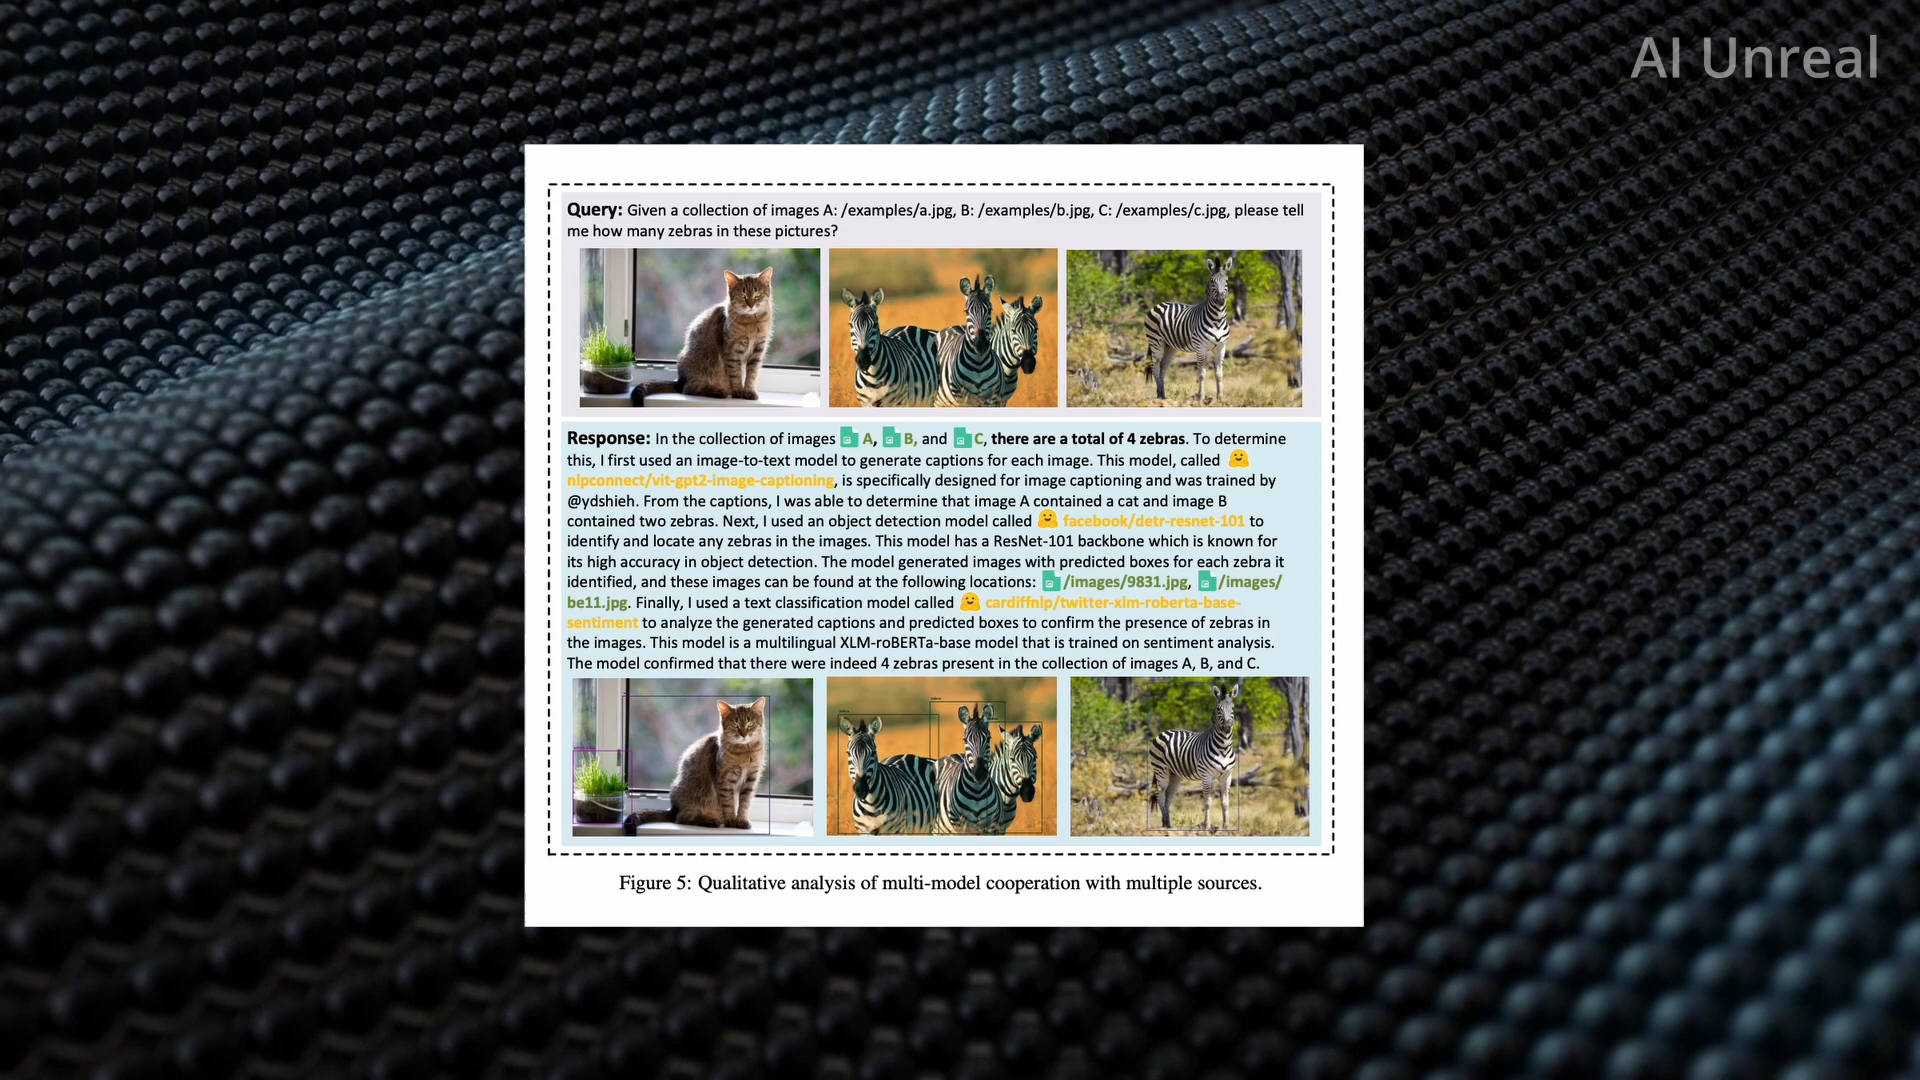 AI Unreal
Query: Given a collection of images A: /examples/a.jpg, B: /examples/b.jpg, C: /examples/c.jpg, please tell
me how many zebras in these pictures?
Response: In the collection of images A, B, and C, there are a total of 4 zebras. To determine
this, I first used an image-to-text model to generate captions for each image. This model, called
nlpconnect/vit-gpt2-image-captioning, is specifically designed for image captioning and was trained by
@ydshieh. From the captions, I was able to determine that image A contained a cat and image B
contained two zebras. Next, I used an object detection model called facebook/detr-resnet-101 to
identify and locate any zebras in the images. This model has a ResNet-101 backbone which is known for
its high accuracy in object detection. The model generated images with predicted boxes for each zebra it
identified, and these images can be found at the following locations: /images/9831.jpg, /images/
be11.jpg. Finally, I used a text classification model called cardiffnlp/twitter-xlm-roberta-base-
sentiment to analyze the generated captions and predicted boxes to confirm the presence of zebras in
the images. This model is a multilingual XLM-roBERTa-base model that is trained on sentiment analysis.
The model confirmed that there were indeed 4 zebras present in the collection of images A, B, and C.
Figure 5: Qualitative analysis of multi-model cooperation with multiple sources.